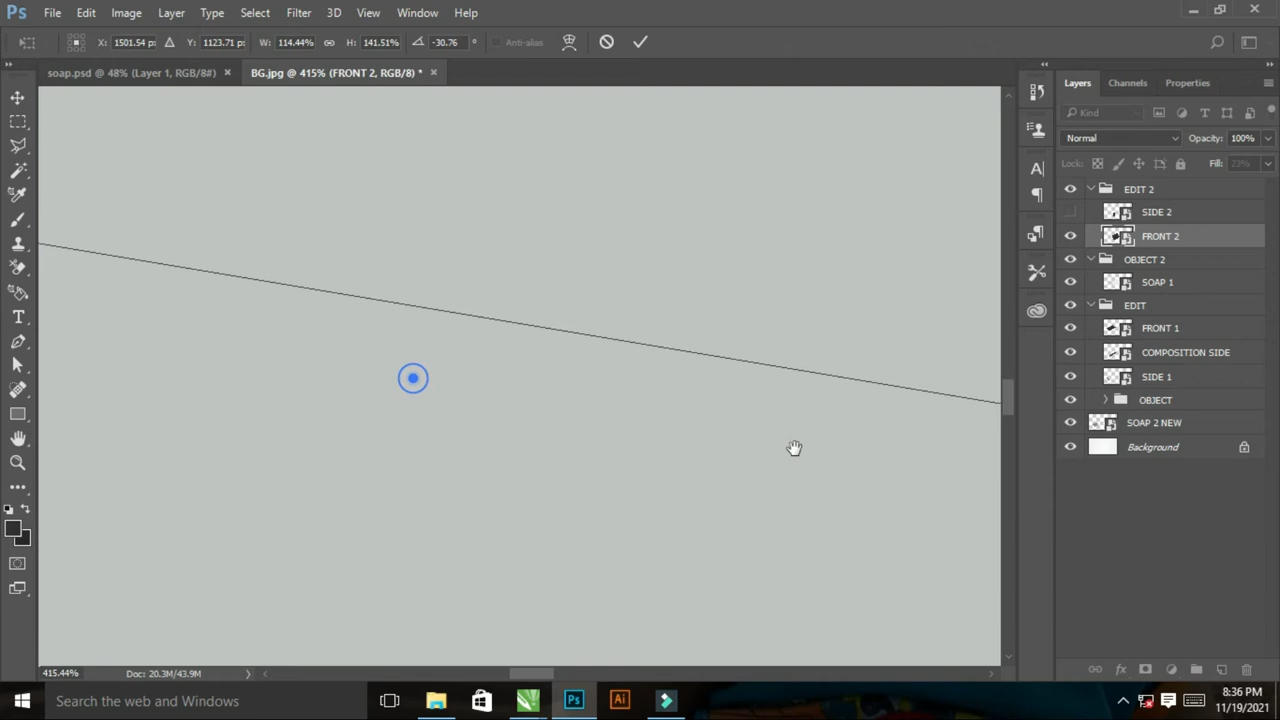 Ps File Edit Image Layer Type Select Filter 3D View Window Help
X: 1501.54 p: Y: 1123.71 p: W: 114.44% H: 141.51% -30.76 ° Anti-alias
soap.psd @ 48% (Layer 1, RGB/8#) × BG.jpg @ 415% (FRONT 2, RGB/8) * ×
Layers Channels Properties
Kind
Normal Opacity: 100%
Lock: Fill: 23%
EDIT 2
SIDE 2
FRONT 2
OBJECT 2
SOAP 1
EDIT
FRONT 1
COMPOSITION SIDE
SIDE 1
OBJECT
SOAP 2 NEW
Background
415.44% Doc: 20.3M/43.9M
Search the web and Windows
Ps Ai
8:36 PM
11/19/2021